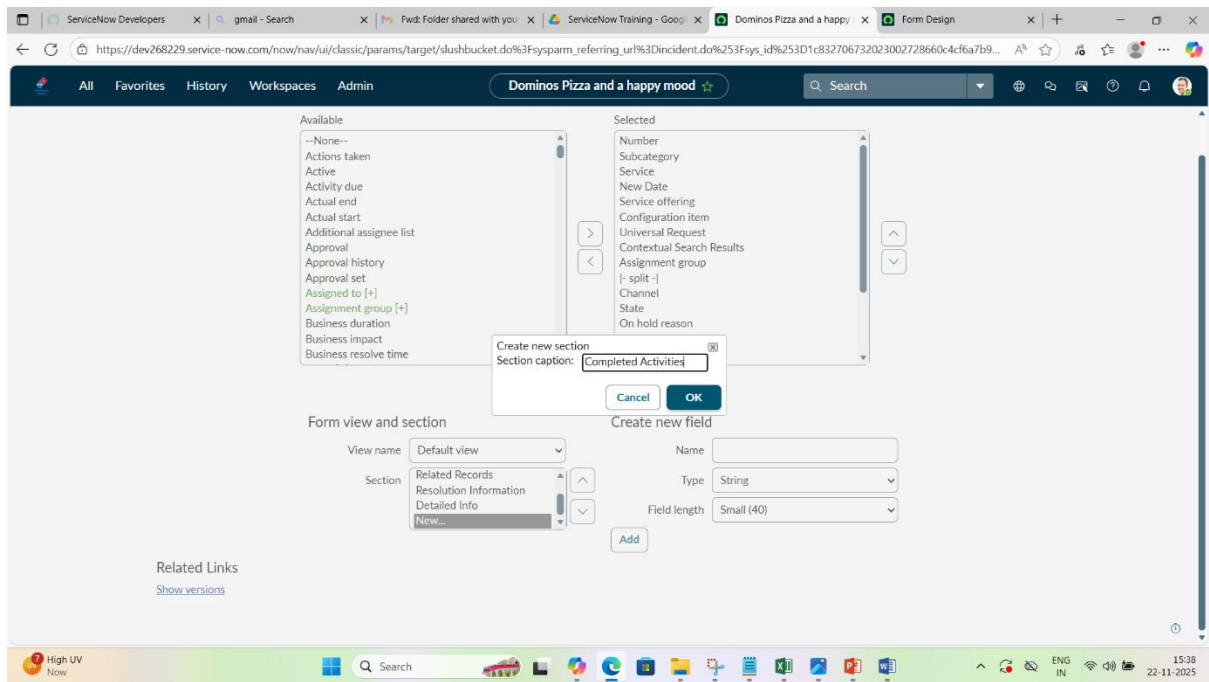 ServiceNow Developers
gmail - Search
Fwd: Folder shared with you
ServiceNow Training - Googl
Dominos Pizza and a happy
Form Design
https://dev268229.service-now.com/now/nav/ui/classic/params/target/slushbucket.do%3Fsysparm_referring_url%3Dincident.do%253Fsys_id%253D1c832706732023002728660c4cf6a7b9...
All Favorites History Workspaces Admin
Dominos Pizza and a happy mood
Search
Available
--None--
Actions taken
Active
Activity due
Actual end
Actual start
Additional assignee list
Approval
Approval history
Approval set
Assigned to [+]
Assignment group [+]
Business duration
Business impact
Business resolve time
Selected
Number
Subcategory
Service
New Date
Service offering
Configuration item
Universal Request
Contextual Search Results
Assignment group
|- split -|
Channel
State
On hold reason
Create new section
Section caption: Completed Activities
Cancel OK
Form view and section
View name Default view
Section
Related Records
Resolution Information
Detailed Info
New...
Create new field
Name
Type String
Field length Small (40)
Add
Related Links
Show versions
7
High UV
Now
Search
ENG
IN
15:38
22-11-2025